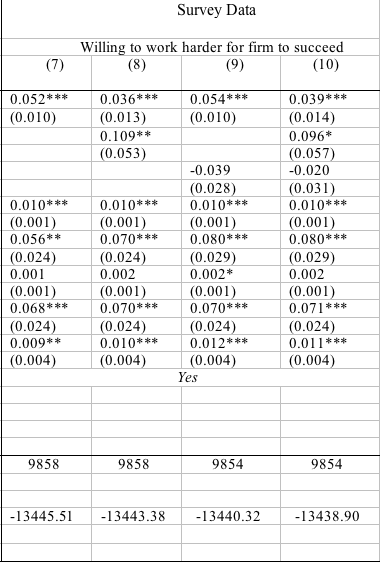 Survey Data
Willing to work harder for firm to succeed
(7) (8) (9) (10)
0.052*** 0.036*** 0.054*** 0.039***
(0.010) (0.013) (0.010) (0.014)
0.109** 0.096*
(0.053) (0.057)
-0.039 -0.020
(0.028) (0.031)
0.010*** 0.010*** 0.010*** 0.010***
(0.001) (0.001) (0.001) (0.001)
0.056** 0.070*** 0.080*** 0.080***
(0.024) (0.024) (0.029) (0.029)
0.001 0.002 0.002* 0.002
(0.001) (0.001) (0.001) (0.001)
0.068*** 0.070*** 0.070*** 0.071***
(0.024) (0.024) (0.024) (0.024)
0.009** 0.010*** 0.012*** 0.011***
(0.004) (0.004) (0.004) (0.004)
Yes
9858 9858 9854 9854
-13445.51 -13443.38 -13440.32 -13438.90